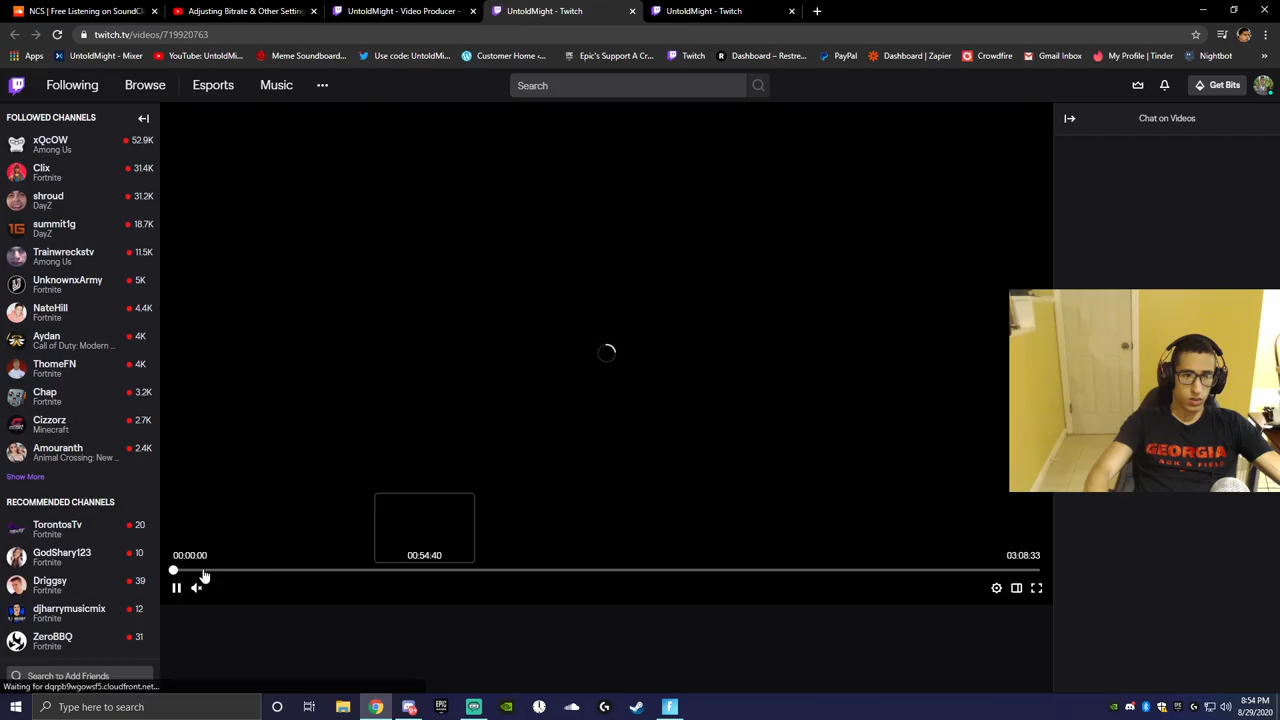 NCS | Free Listening on SoundCl
Adjusting Bitrate & Other Settin
UntoldMight - Video Producer -
UntoldMight - Twitch
UntoldMight - Twitch
twitch.tv/videos/719920763
Apps
UntoldMight - Mixer
YouTube: UntoldMi...
Meme Soundboard...
Use code: UntoldMi...
Customer Home -...
Epic's Support A Cr...
Twitch
Dashboard – Restre...
PayPal
Dashboard | Zapier
Crowdfire
Gmail Inbox
My Profile | Tinder
Nightbot
Following
Browse
Esports
Music
Search
Get Bits
FOLLOWED CHANNELS
xQcOW 52.9K
Among Us
Clix 31.4K
Fortnite
shroud 31.2K
DayZ
summit1g 18.7K
DayZ
Trainwreckstv 11.5K
Among Us
UnknownxArmy 5K
Fortnite
NateHill 4.4K
Fortnite
Aydan 4K
Call of Duty: Modern ...
ThomeFN 4K
Fortnite
Chap 3.2K
Fortnite
Cizzorz 2.7K
Minecraft
Amouranth 2.4K
Animal Crossing: New ...
Show More
RECOMMENDED CHANNELS
TorontosTv 20
Fortnite
GodShary123 10
Fortnite
Driggsy 39
Fortnite
djharrymusicmix 12
Fortnite
ZeroBBQ 31
Fortnite
Search to Add Friends
Waiting for dqrpb9wgowsf5.cloudfront.net...
Chat on Videos
GEORGIA
00:54:40
00:00:00
03:08:33
Type here to search
8:54 PM
8/29/2020